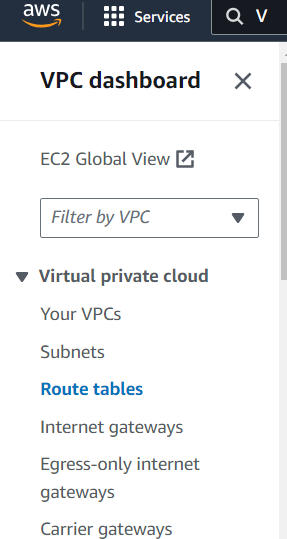 aws
Services
V
VPC dashboard
EC2 Global View
Filter by VPC
Virtual private cloud
Your VPCs
Subnets
Route tables
Internet gateways
Egress-only internet
gateways
Carrier gateways